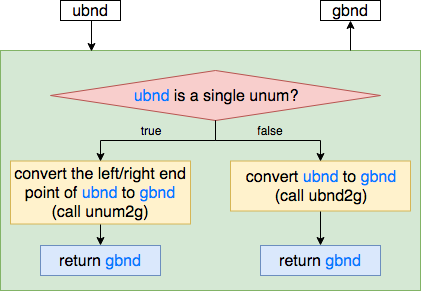 ubnd
gbnd
ubnd is a single unum?
true
false
convert the left/right end
point of ubnd to gbnd
(call unum2g)
convert ubnd to gbnd
(call ubnd2g)
return gbnd
return gbnd